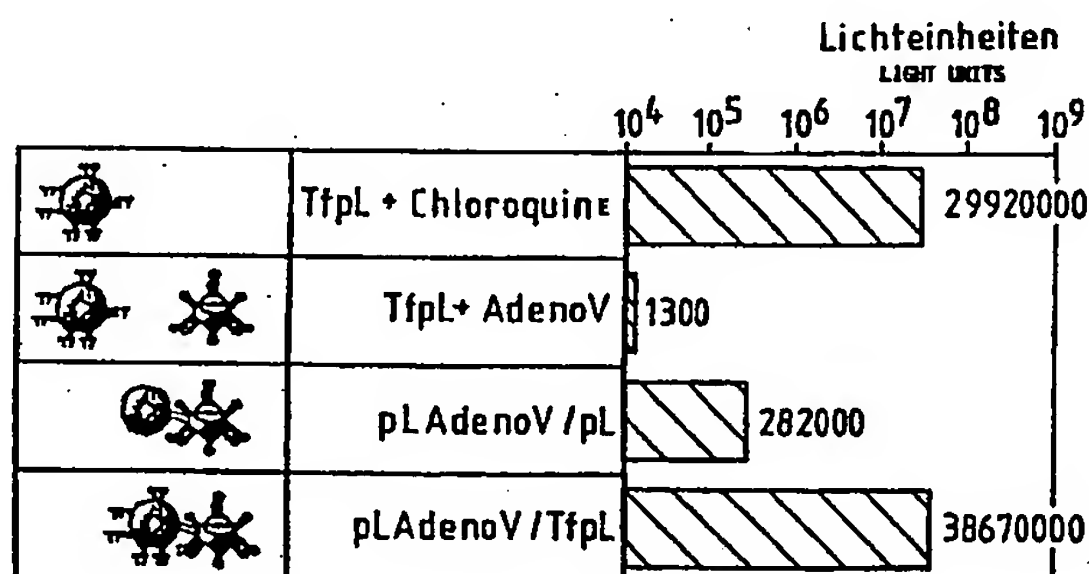 Lichteinheiten
LIGHT UNITS
10⁴ 10⁵ 10⁶ 10⁷ 10⁸ 10⁹
TfpL + Chloroquine 29920000
TfpL+ AdenoV 1300
pLAdenoV/pL 282000
pLAdenoV/TfpL 38670000